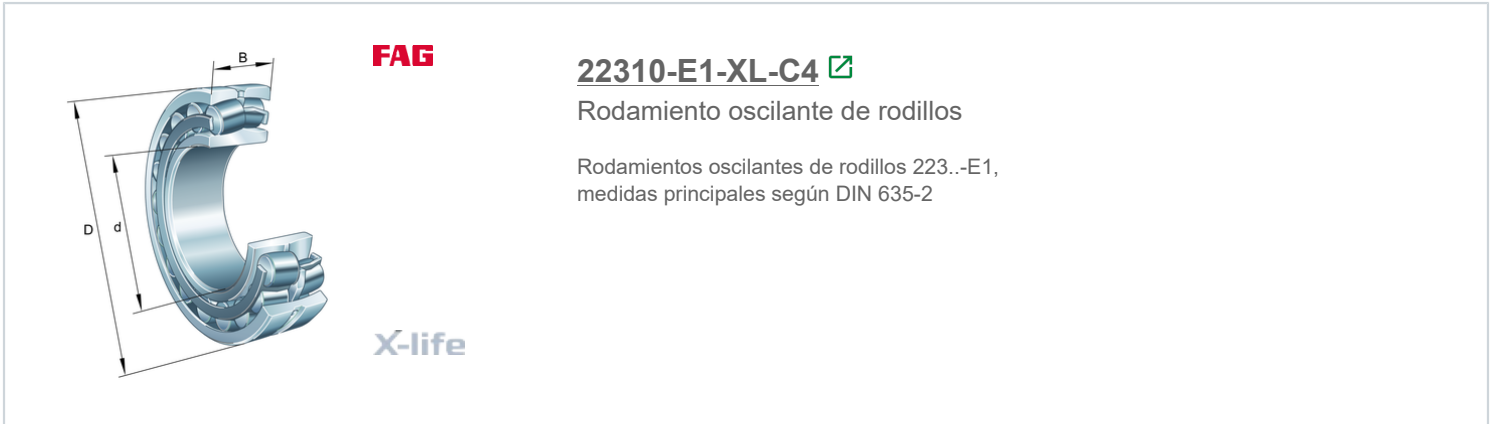 B
D
d
FAG
X-life
22310-E1-XL-C4
Rodamiento oscilante de rodillos
Rodamientos oscilantes de rodillos 223..-E1,
medidas principales según DIN 635-2